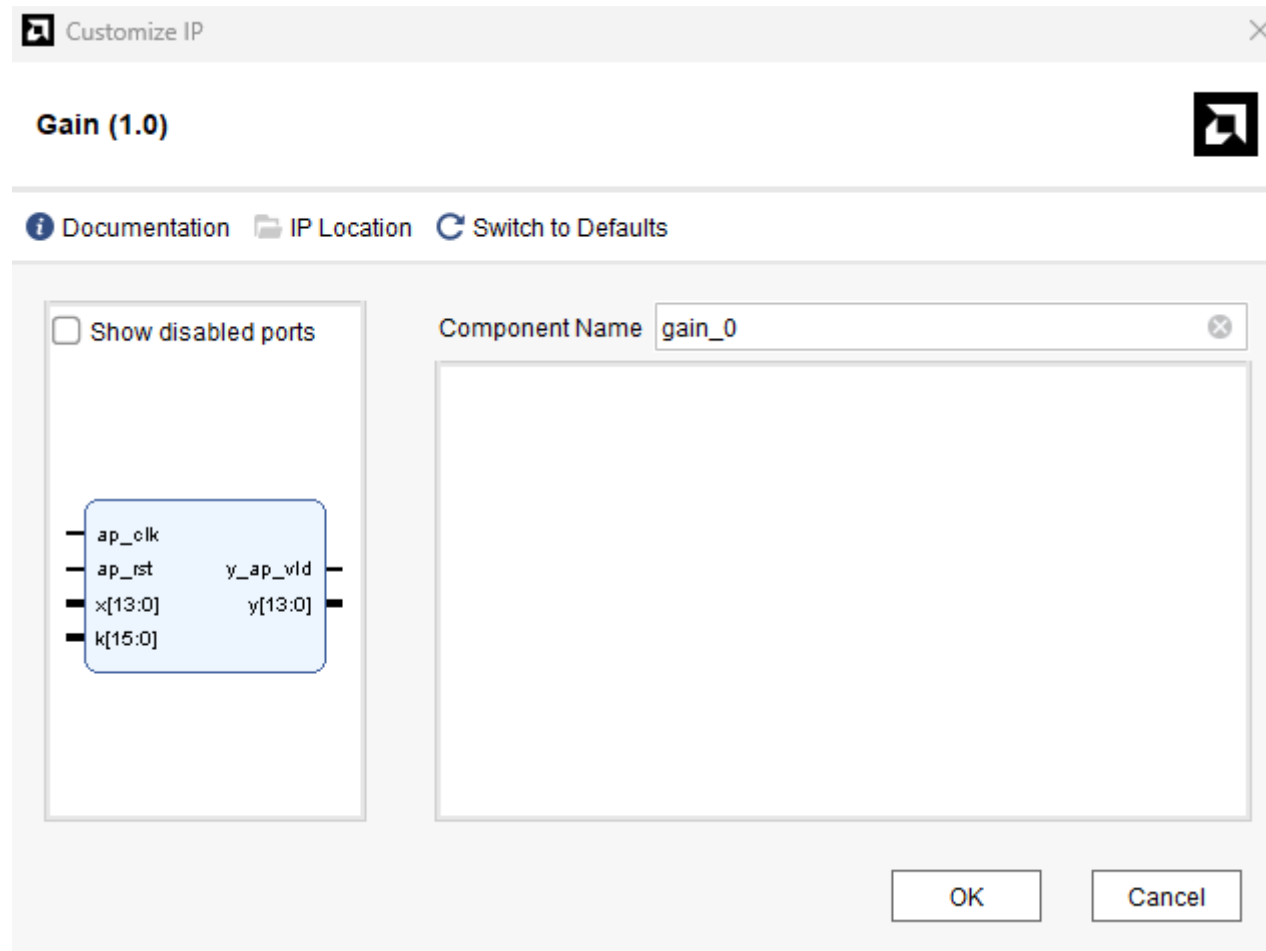 Customize IP
Gain (1.0)
Documentation IP Location Switch to Defaults
Show disabled ports
Component Name gain_0
ap_clk
ap_rst y_ap_vld
x[13:0] y[13:0]
k[15:0]
OK Cancel